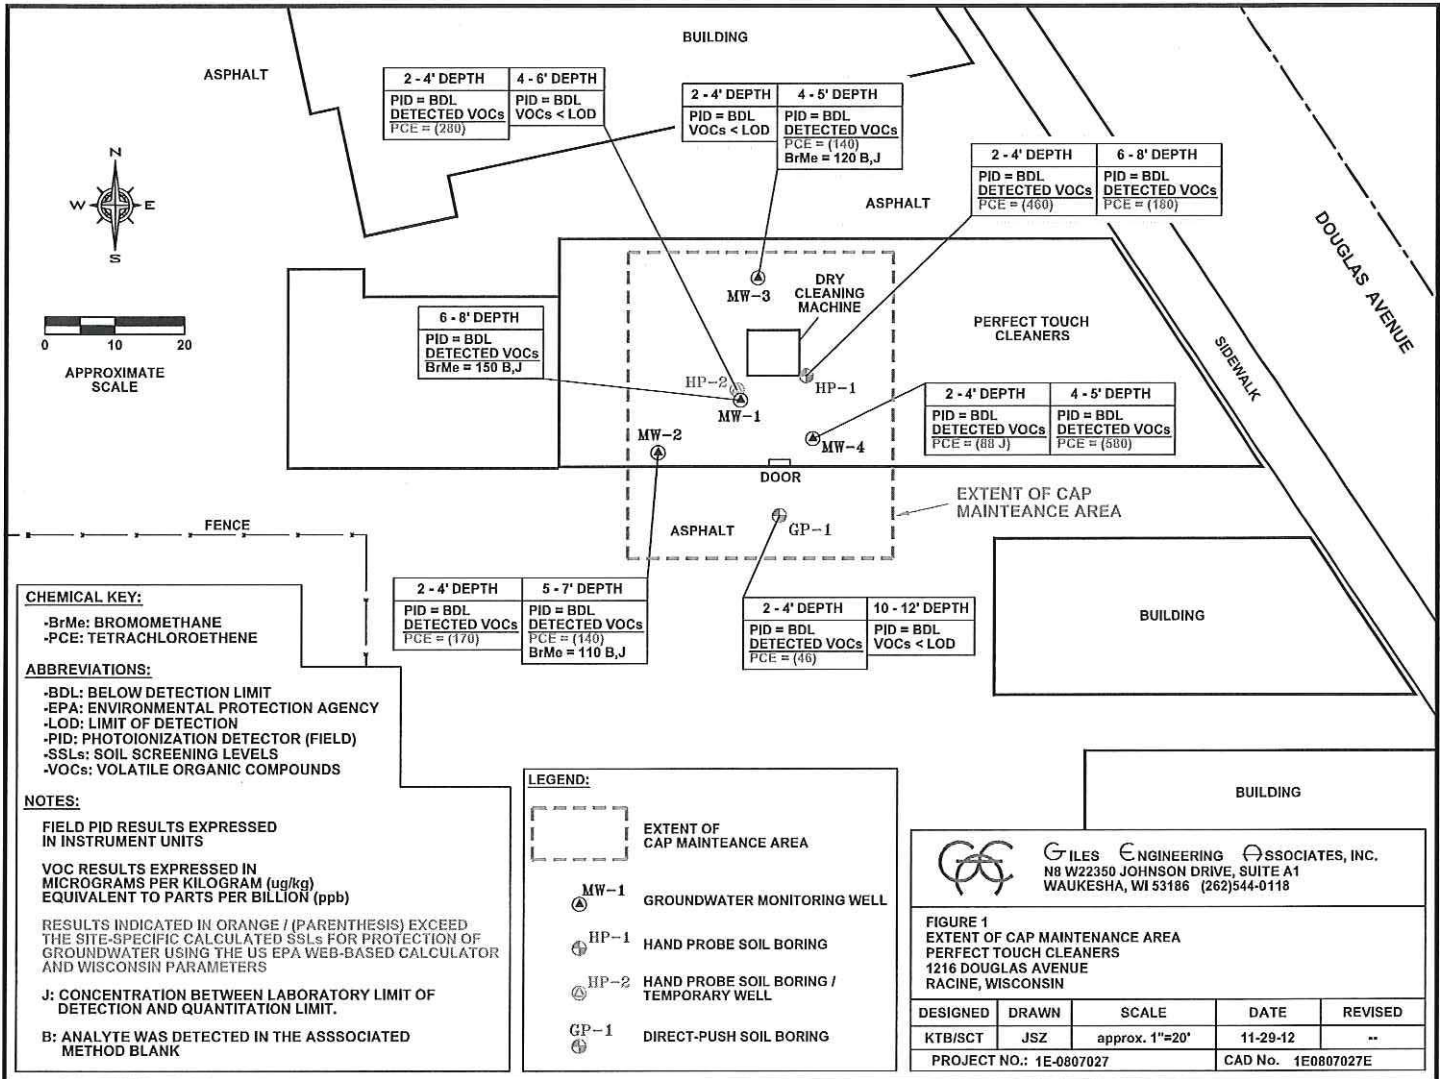 BUILDING
ASPHALT
2 - 4' DEPTH 4 - 6' DEPTH
PID = BDL PID = BDL
DETECTED VOCs VOCs < LOD
PCE = (280)
2 - 4' DEPTH 4 - 5' DEPTH
PID = BDL PID = BDL
VOCs < LOD DETECTED VOCs
PCE = (140)
BrMe = 120 B,J
2 - 4' DEPTH 6 - 8' DEPTH
PID = BDL PID = BDL
DETECTED VOCs DETECTED VOCs
PCE = (460) PCE = (180)
N
W E
S
ASPHALT
DOUGLAS AVENUE
MW-3
DRY
CLEANING
MACHINE
0 10 20
APPROXIMATE
SCALE
6 - 8' DEPTH
PID = BDL
DETECTED VOCs
BrMe = 150 B,J
PERFECT TOUCH
CLEANERS
SIDEWALK
HP-2
HP-1
MW-1
MW-2
MW-4
2 - 4' DEPTH 4 - 5' DEPTH
PID = BDL PID = BDL
DETECTED VOCs DETECTED VOCs
PCE = (88 J) PCE = (580)
DOOR
EXTENT OF CAP
MAINTEANCE AREA
FENCE
ASPHALT
GP-1
2 - 4' DEPTH 5 - 7' DEPTH
PID = BDL PID = BDL
DETECTED VOCs DETECTED VOCs
PCE = (170) PCE = (140)
BrMe = 110 B,J
2 - 4' DEPTH 10 - 12' DEPTH
PID = BDL PID = BDL
DETECTED VOCs VOCs < LOD
PCE = (46)
BUILDING
BUILDING
CHEMICAL KEY:
-BrMe: BROMOMETHANE
-PCE: TETRACHLOROETHENE
ABBREVIATIONS:
-BDL: BELOW DETECTION LIMIT
-EPA: ENVIRONMENTAL PROTECTION AGENCY
-LOD: LIMIT OF DETECTION
-PID: PHOTOIONIZATION DETECTOR (FIELD)
-SSLs: SOIL SCREENING LEVELS
-VOCs: VOLATILE ORGANIC COMPOUNDS
NOTES:
FIELD PID RESULTS EXPRESSED
IN INSTRUMENT UNITS
VOC RESULTS EXPRESSED IN
MICROGRAMS PER KILOGRAM (ug/kg)
EQUIVALENT TO PARTS PER BILLION (ppb)
RESULTS INDICATED IN ORANGE / (PARENTHESIS) EXCEED
THE SITE-SPECIFIC CALCULATED SSLs FOR PROTECTION OF
GROUNDWATER USING THE US EPA WEB-BASED CALCULATOR
AND WISCONSIN PARAMETERS
J: CONCENTRATION BETWEEN LABORATORY LIMIT OF
DETECTION AND QUANTITATION LIMIT.
B: ANALYTE WAS DETECTED IN THE ASSSOCIATED
METHOD BLANK
LEGEND:
EXTENT OF
CAP MAINTEANCE AREA
MW-1 GROUNDWATER MONITORING WELL
HP-1 HAND PROBE SOIL BORING
HP-2 HAND PROBE SOIL BORING /
TEMPORARY WELL
GP-1 DIRECT-PUSH SOIL BORING
GILES ENGINEERING ASSOCIATES, INC.
N8 W22350 JOHNSON DRIVE, SUITE A1
WAUKESHA, WI 53186 (262)544-0118
FIGURE 1
EXTENT OF CAP MAINTENANCE AREA
PERFECT TOUCH CLEANERS
1216 DOUGLAS AVENUE
RACINE, WISCONSIN
DESIGNED DRAWN SCALE DATE REVISED
KTB/SCT JSZ approx. 1"=20' 11-29-12 --
PROJECT NO.: 1E-0807027 CAD No. 1E0807027E